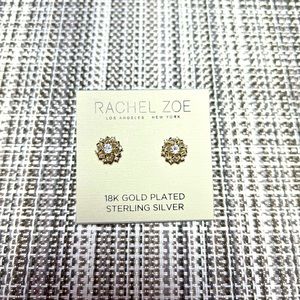 RACHEL ZOE
LOS ANGELES NEW YORK
18K GOLD PLATED
STERLING SILVER